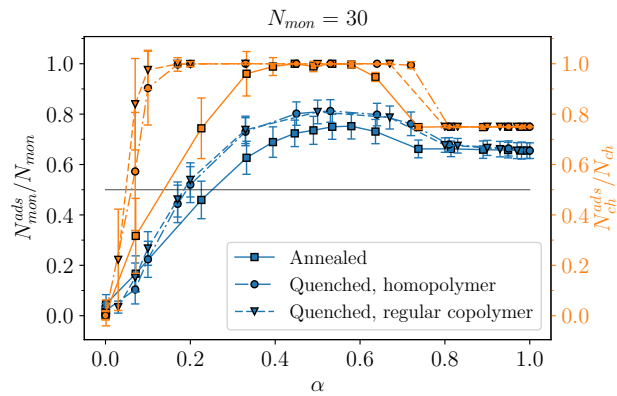 N_{mon} = 30
1.0
0.8
0.6
0.4
0.2
0.0
N^{ads}_{mon}/N_{mon}
1.0
0.8
0.6
0.4
0.2
0.0
N^{ads}_{ch}/N_{ch}
Annealed
Quenched, homopolymer
Quenched, regular copolymer
0.0 0.2 0.4 0.6 0.8 1.0
α